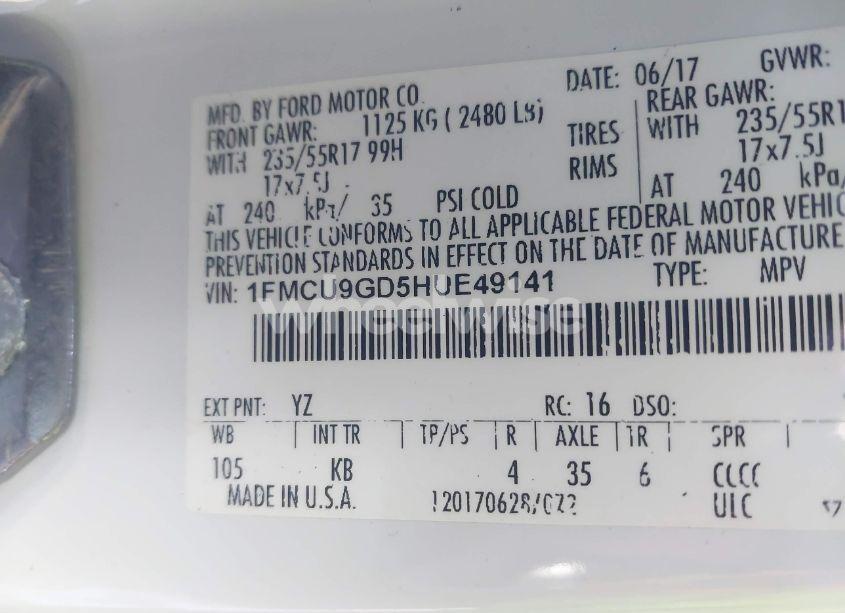 MFD. BY FORD MOTOR CO. DATE: 06/17 GVWR:
FRONT GAWR: 1125 KG ( 2480 LB) REAR GAWR:
WITH 235/55R17 99H TIRES WITH 235/55R1
17x7.5J RIMS 17x7.5J
AT 240 kPa/ 35 PSI COLD AT 240 kPa/
THIS VEHICLE CONFORMS TO ALL APPLICABLE FEDERAL MOTOR VEHIC
PREVENTION STANDARDS IN EFFECT ON THE DATE OF MANUFACTURE
VIN: 1FMCU9GD5HUE49141 TYPE: MPV
wheelwise
EXT PNT: YZ RC: 16 DSO:
WB | INT TR | TP/PS | R | AXLE | TR | SPR |
105 KB 4 35 6 CCCC
MADE IN U.S.A. ULC